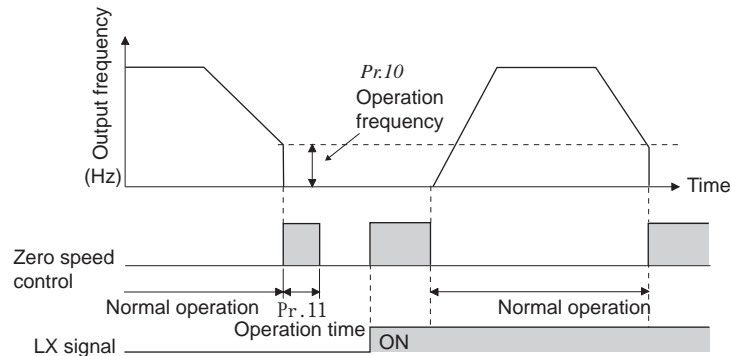 Output frequency
(Hz)
Pr.10
Operation
frequency
Time
Zero speed
control
Normal operation
Pr.11
Operation time
Normal operation
LX signal
ON